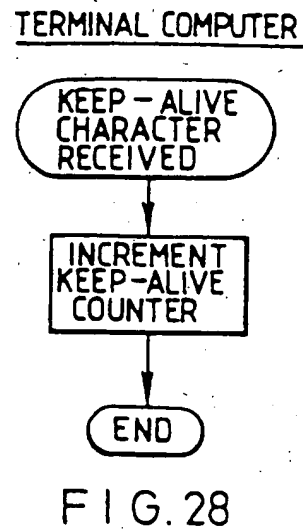 TERMINAL COMPUTER
KEEP-ALIVE
CHARACTER
RECEIVED
INCREMENT
KEEP-ALIVE
COUNTER
END
FIG.28